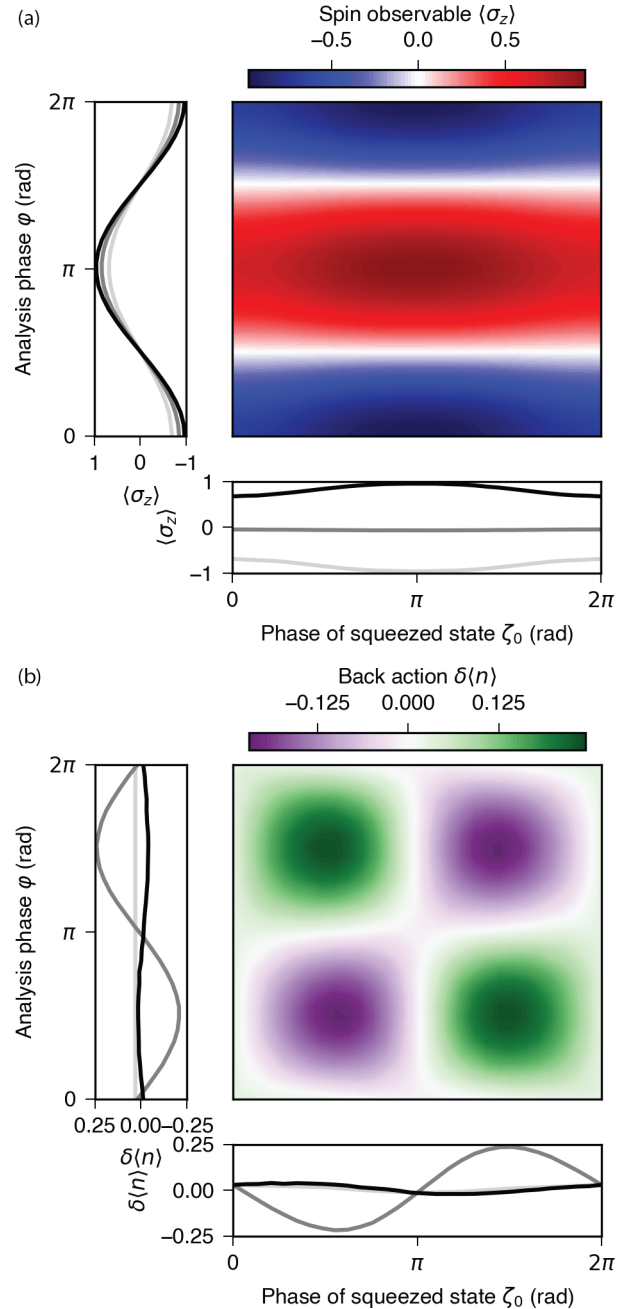 (a)
Spin observable ⟨σz⟩
−0.5 0.0 0.5
2π
π
0
Analysis phase φ (rad)
1 0 −1
⟨σz⟩
⟨σz⟩
1
0
−1
0 π 2π
Phase of squeezed state ζ0 (rad)
(b)
Back action δ⟨n⟩
−0.125 0.000 0.125
2π
π
0
Analysis phase φ (rad)
0.25 0.00 −0.25
δ⟨n⟩
δ⟨n⟩
0.25
0.00
−0.25
0 π 2π
Phase of squeezed state ζ0 (rad)